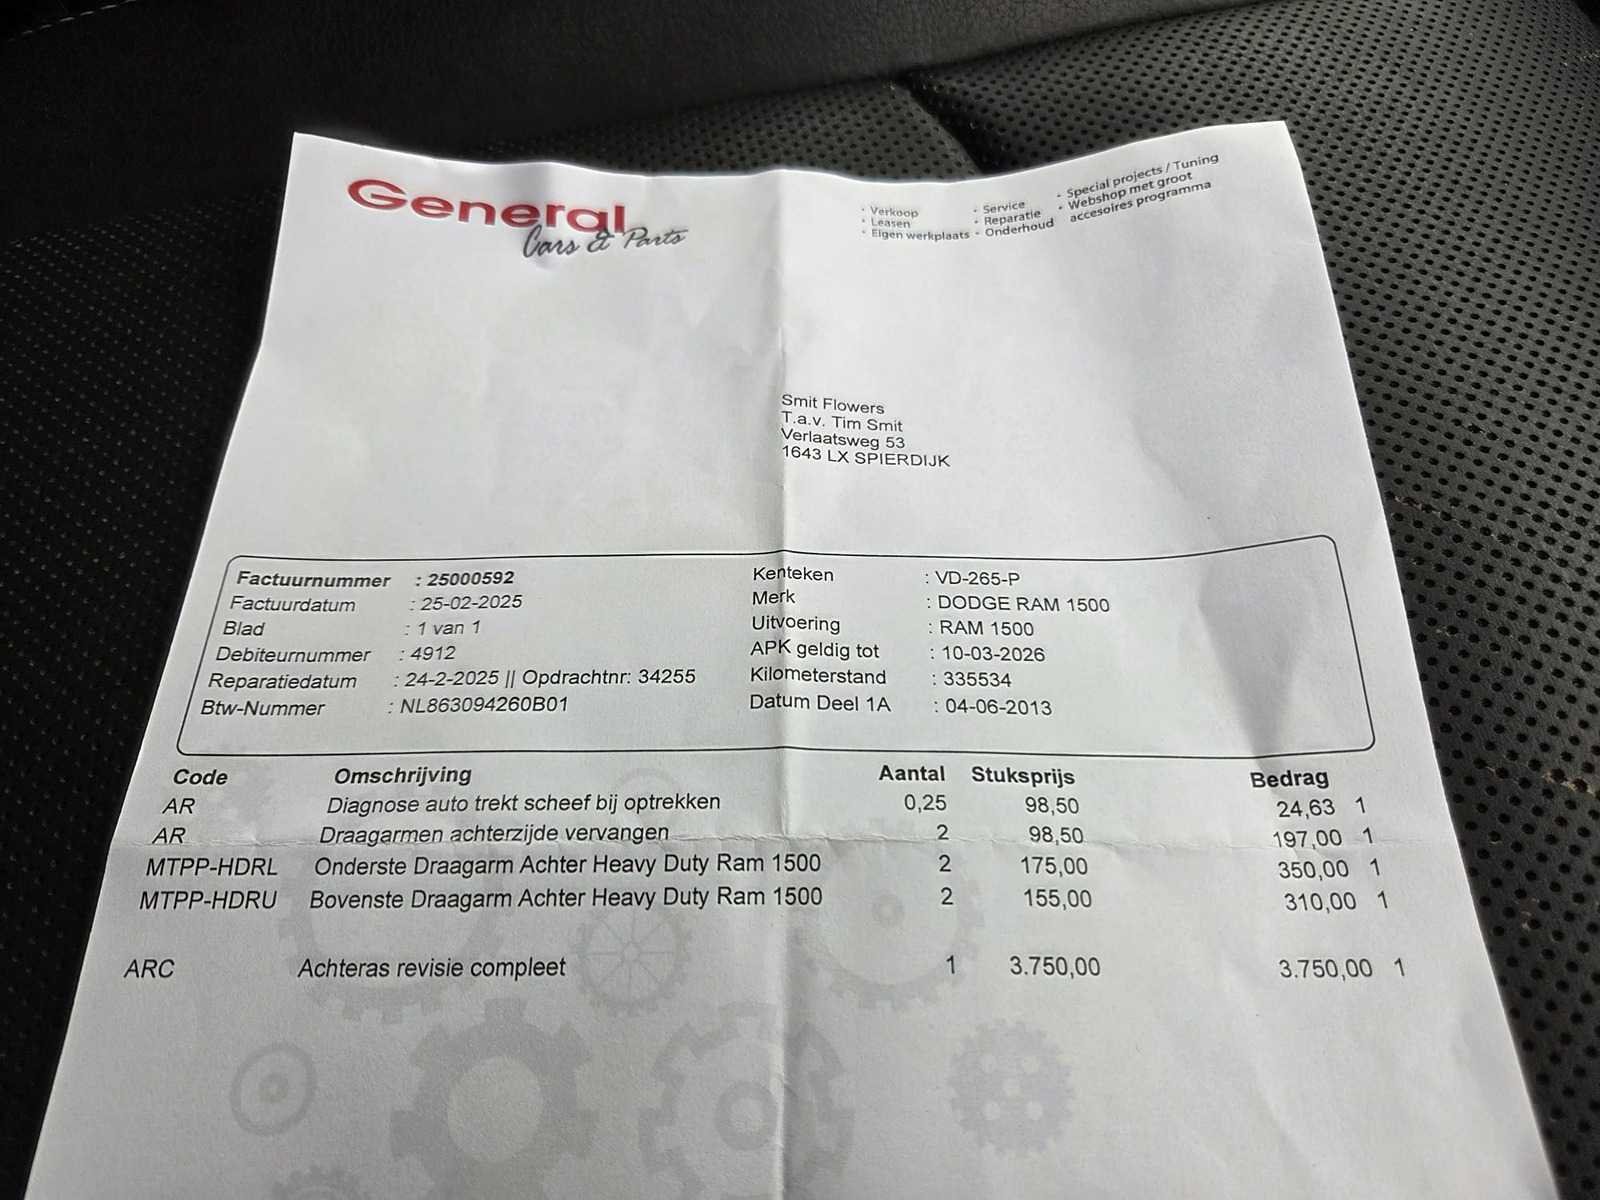 General
Cars & Parts
· Verkoop
· Leasen
· Eigen werkplaats
· Service
· Reparatie
· Onderhoud
· Special projects / Tuning
· Webshop met groot
accesoires programma
Smit Flowers
T.a.v. Tim Smit
Verlaatsweg 53
1643 LX SPIERDIJK
Factuurnummer : 25000592
Factuurdatum : 25-02-2025
Blad : 1 van 1
Debiteurnummer : 4912
Reparatiedatum : 24-2-2025 || Opdrachtnr: 34255
Btw-Nummer : NL863094260B01
Kenteken : VD-265-P
Merk : DODGE RAM 1500
Uitvoering : RAM 1500
APK geldig tot : 10-03-2026
Kilometerstand : 335534
Datum Deel 1A : 04-06-2013
Code Omschrijving Aantal Stuksprijs Bedrag
AR Diagnose auto trekt scheef bij optrekken 0,25 98,50 24,63 1
AR Draagarmen achterzijde vervangen 2 98,50 197,00 1
MTPP-HDRL Onderste Draagarm Achter Heavy Duty Ram 1500 2 175,00 350,00 1
MTPP-HDRU Bovenste Draagarm Achter Heavy Duty Ram 1500 2 155,00 310,00 1
ARC Achteras revisie compleet 1 3.750,00 3.750,00 1